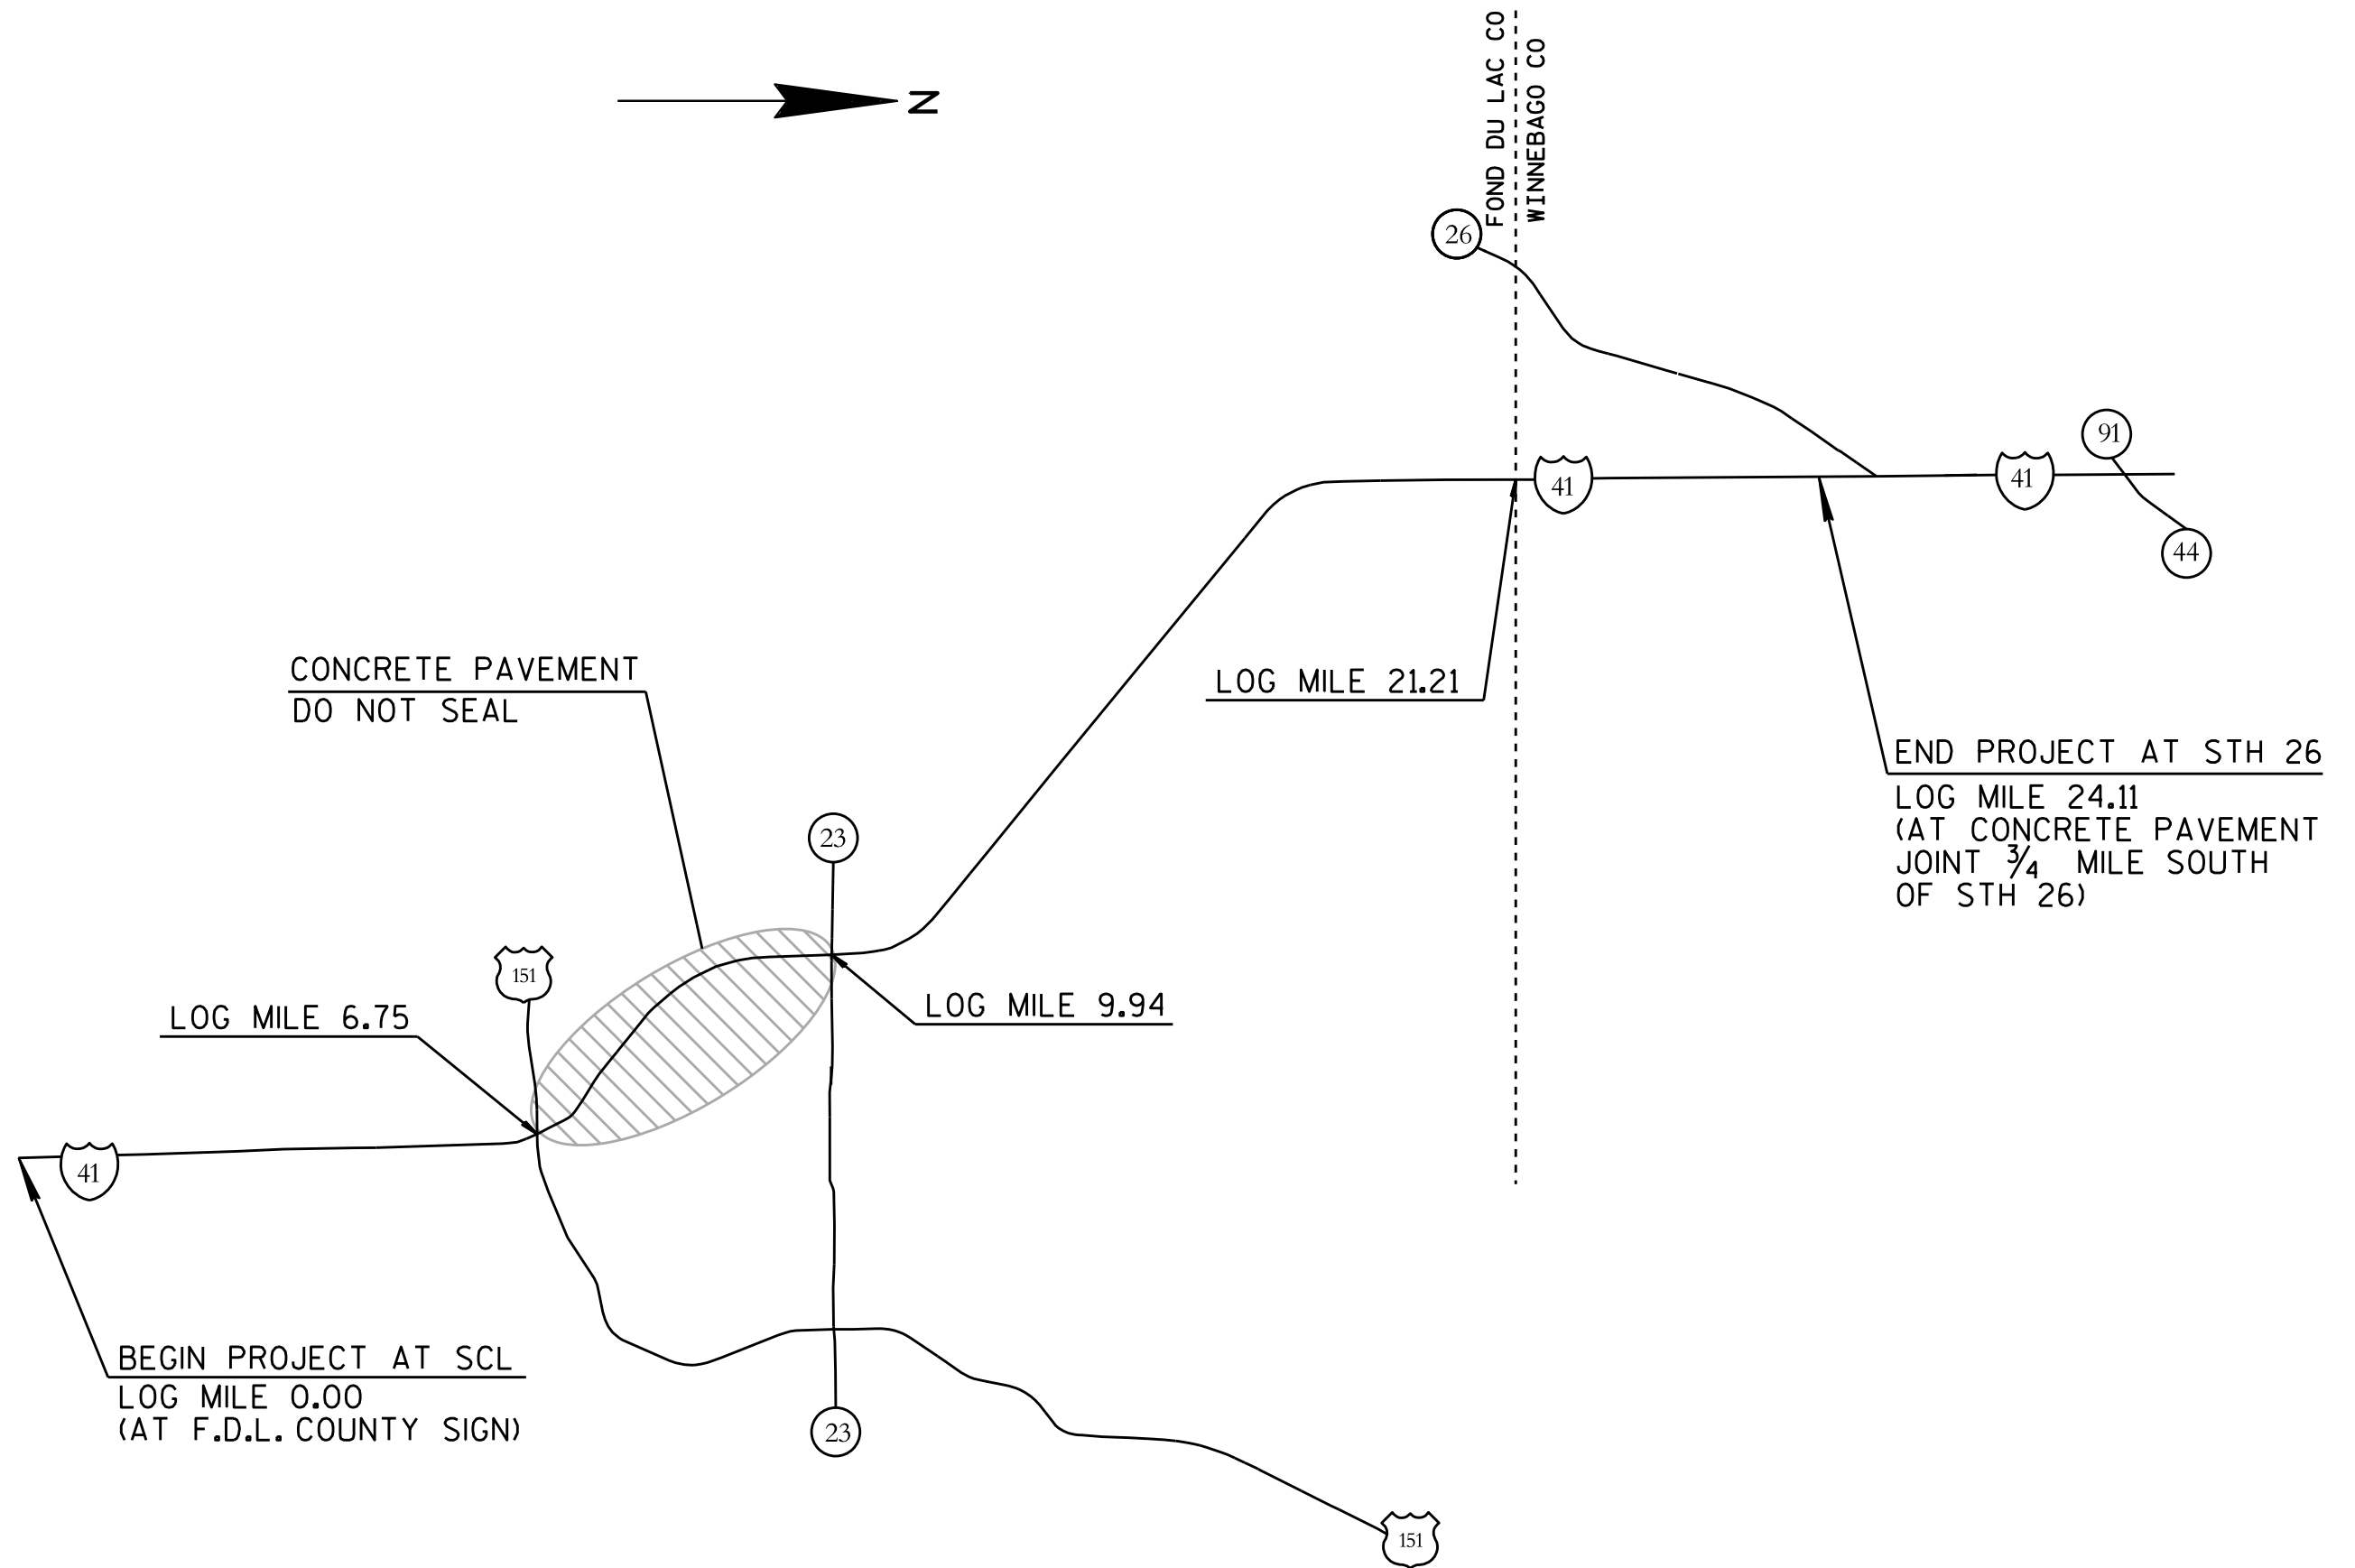 N
FOND DU LAC CO
WINNEBAGO CO
26
91
41
41
44
CONCRETE PAVEMENT
DO NOT SEAL
LOG MILE 21.21
END PROJECT AT STH 26
LOG MILE 24.11
(AT CONCRETE PAVEMENT
JOINT 3/4 MILE SOUTH
OF STH 26)
23
151
LOG MILE 6.75
LOG MILE 9.94
41
BEGIN PROJECT AT SCL
LOG MILE 0.00
(AT F.D.L. COUNTY SIGN)
23
151